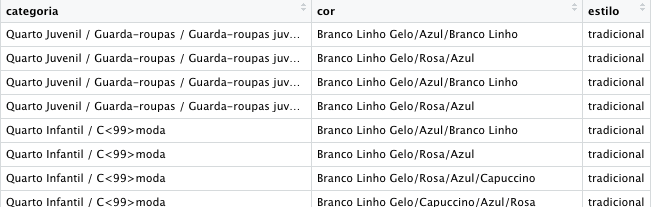 categoria cor estilo
Quarto Juvenil / Guarda-roupas / Guarda-roupas juv... Branco Linho Gelo/Azul/Branco Linho tradicional
Quarto Juvenil / Guarda-roupas / Guarda-roupas juv... Branco Linho Gelo/Rosa/Azul tradicional
Quarto Juvenil / Guarda-roupas / Guarda-roupas juv... Branco Linho Gelo/Azul/Branco Linho tradicional
Quarto Juvenil / Guarda-roupas / Guarda-roupas juv... Branco Linho Gelo/Rosa/Azul tradicional
Quarto Infantil / C<99>moda Branco Linho Gelo/Azul/Branco Linho tradicional
Quarto Infantil / C<99>moda Branco Linho Gelo/Rosa/Azul tradicional
Quarto Infantil / C<99>moda Branco Linho Gelo/Rosa/Azul/Capuccino tradicional
Quarto Infantil / C<99>moda Branco Linho Gelo/Capuccino/Azul/Rosa tradicional